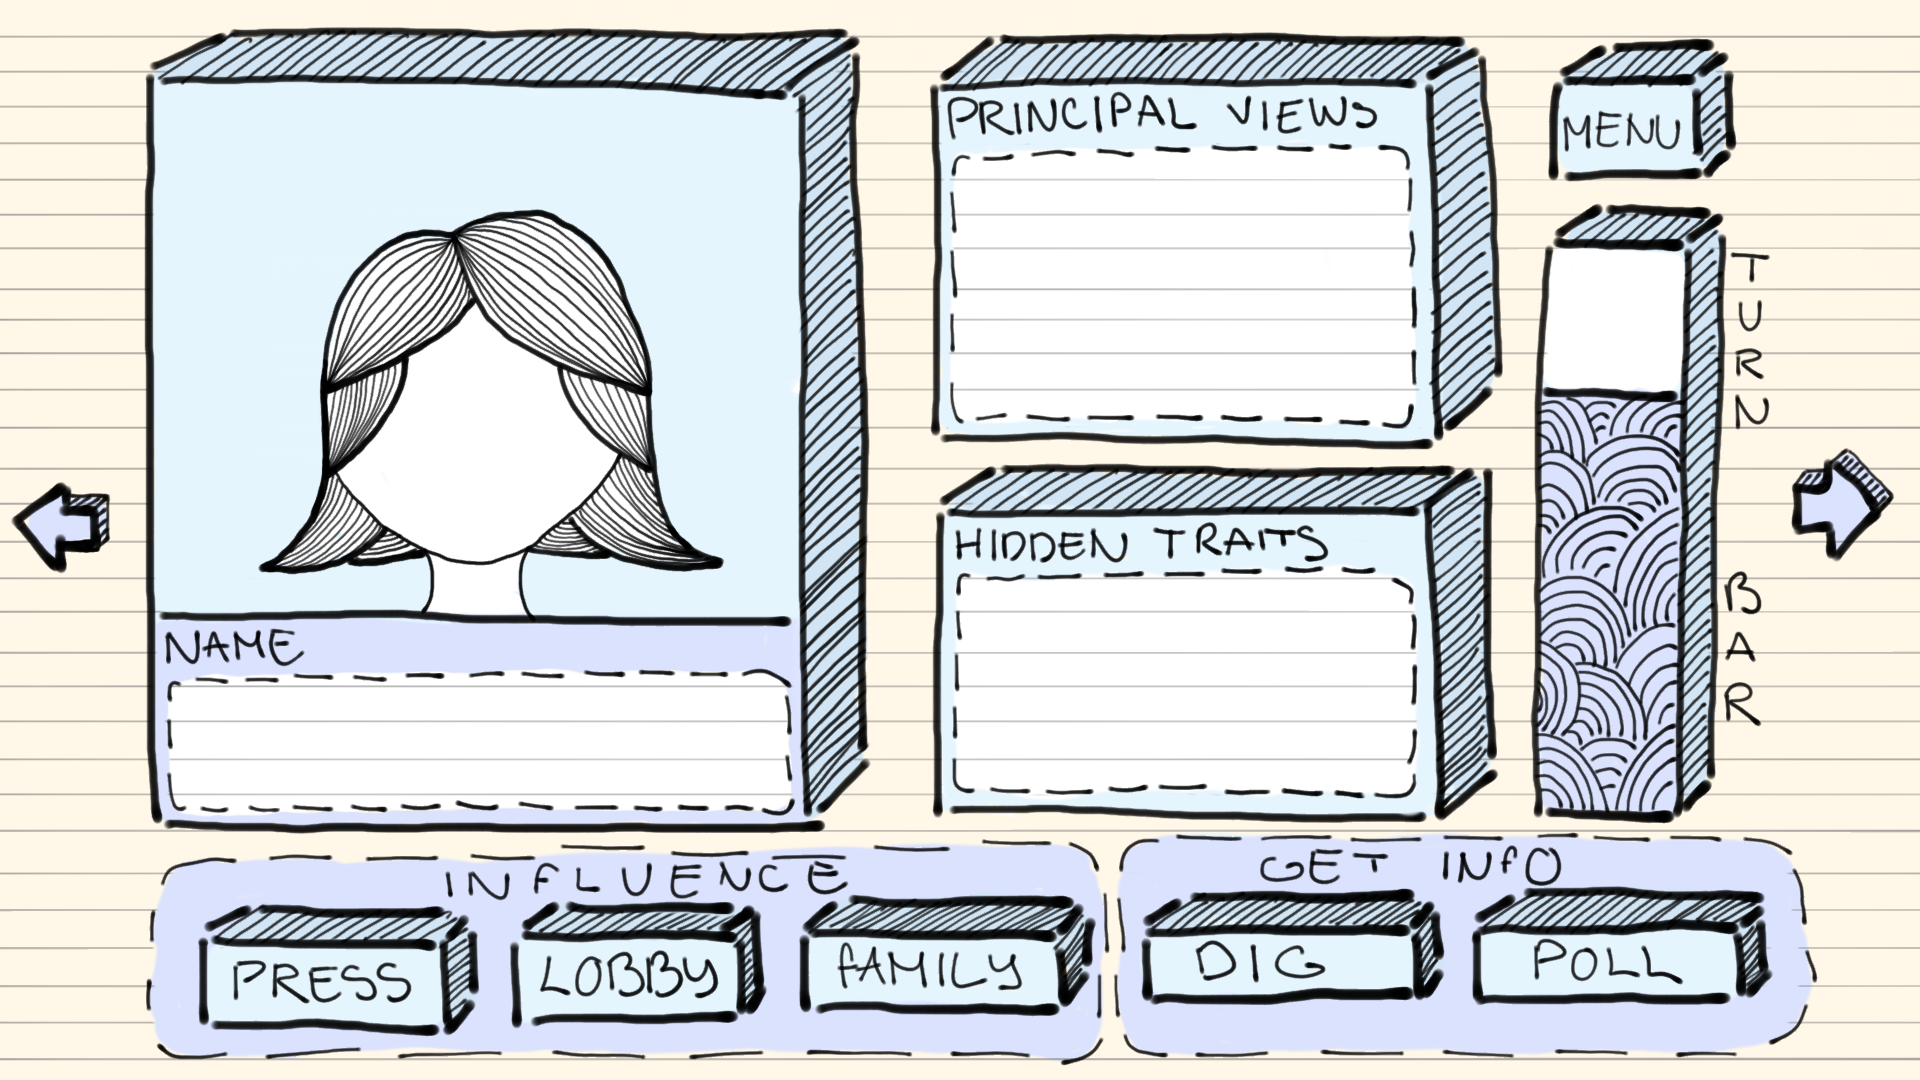 PRINCIPAL VIEWS
MENU
HIDDEN TRAITS
TURN
BAR
NAME
INFLUENCE
PRESS
LOBBY
FAMILY
GET INFO
DIG
POLL